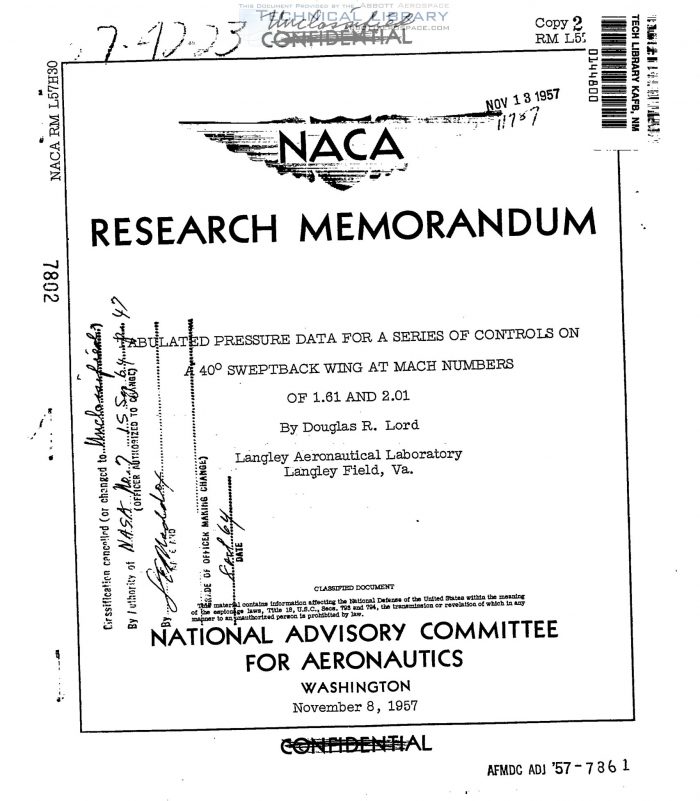 THIS DOCUMENT PROVIDED BY THE ABBOTT AEROSPACE
TECHNICAL LIBRARY
Unclassified
CONFIDENTIAL
Copy 2
RM L5
TECH LIBRARY KAFB, NM
0144800
NACA RM L57H30
7802
NOV 13 1957
NACA
RESEARCH MEMORANDUM
TABULATED PRESSURE DATA FOR A SERIES OF CONTROLS ON
A 40° SWEPTBACK WING AT MACH NUMBERS
OF 1.61 AND 2.01
By Douglas R. Lord
Langley Aeronautical Laboratory
Langley Field, Va.
Classification cancelled (or changed to Unclassified)
By Authority of NASA
(OFFICER AUTHORIZED TO CHANGE)
By
GRADE OF OFFICER MAKING CHANGE)
DATE
CLASSIFIED DOCUMENT
This material contains information affecting the National Defense of the United States within the meaning
of the espionage laws, Title 18, U.S.C., Secs. 793 and 794, the transmission or revelation of which in any
manner to an unauthorized person is prohibited by law.
NATIONAL ADVISORY COMMITTEE
FOR AERONAUTICS
WASHINGTON
November 8, 1957
CONFIDENTIAL
AFMDC ADJ '57-7861